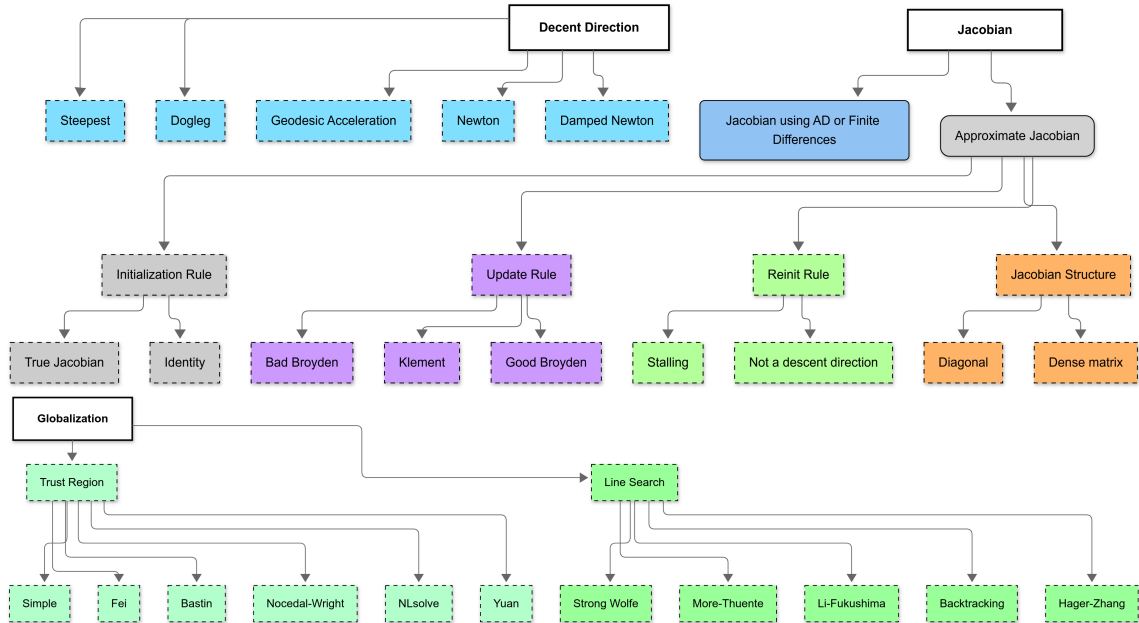 Decent Direction
Jacobian
Steepest
Dogleg
Geodesic Acceleration
Newton
Damped Newton
Jacobian using AD or Finite
Differences
Approximate Jacobian
Initialization Rule
Update Rule
Reinit Rule
Jacobian Structure
True Jacobian
Identity
Bad Broyden
Klement
Good Broyden
Stalling
Not a descent direction
Diagonal
Dense matrix
Globalization
Trust Region
Line Search
Simple
Fei
Bastin
Nocedal-Wright
NLsolve
Yuan
Strong Wolfe
More-Thuente
Li-Fukushima
Backtracking
Hager-Zhang